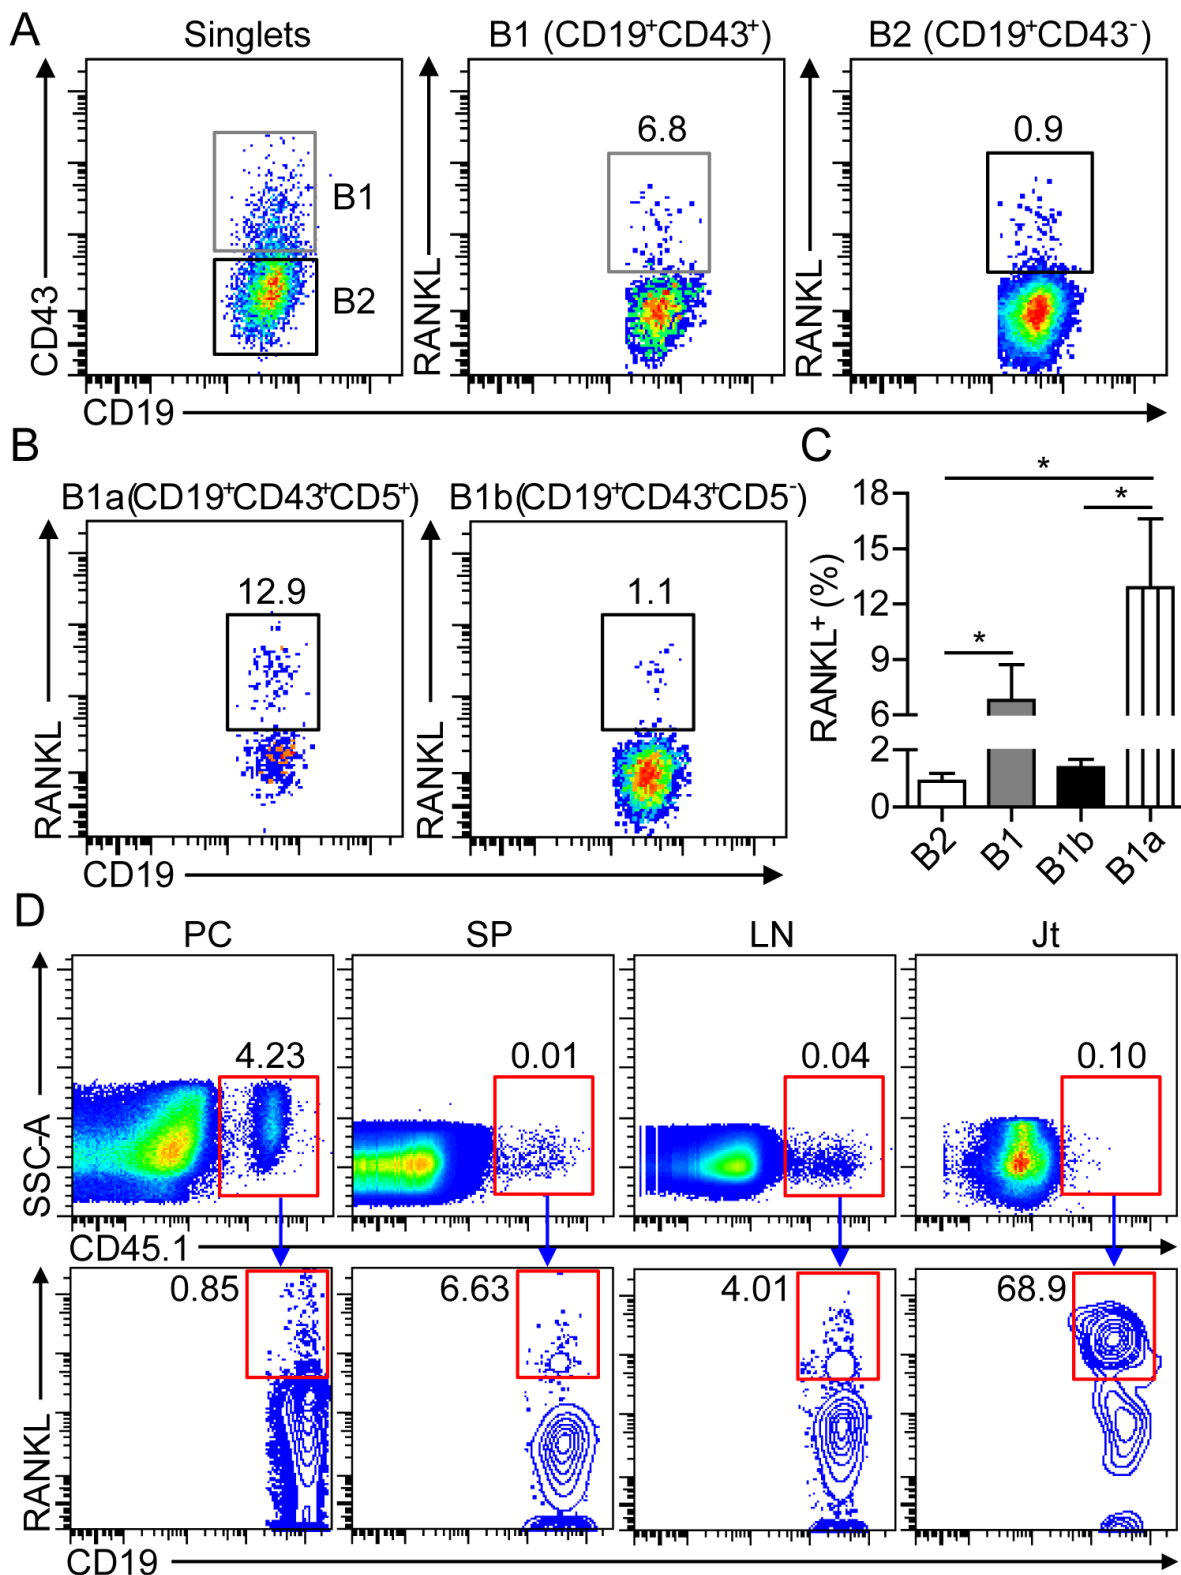 A
Singlets
B1 (CD19+CD43+)
B2 (CD19+CD43-)
CD43
B1
B2
RANKL
6.8
RANKL
0.9
CD19
B
C
B1a(CD19+CD43+CD5+)
B1b(CD19+CD43+CD5-)
RANKL
12.9
RANKL
1.1
CD19
RANKL+ (%)
18
15
12
9
6
2
0
*
*
*
B2
B1
B1b
B1a
D
PC
SP
LN
Jt
SSC-A
4.23
0.01
0.04
0.10
CD45.1
RANKL
0.85
6.63
4.01
68.9
CD19